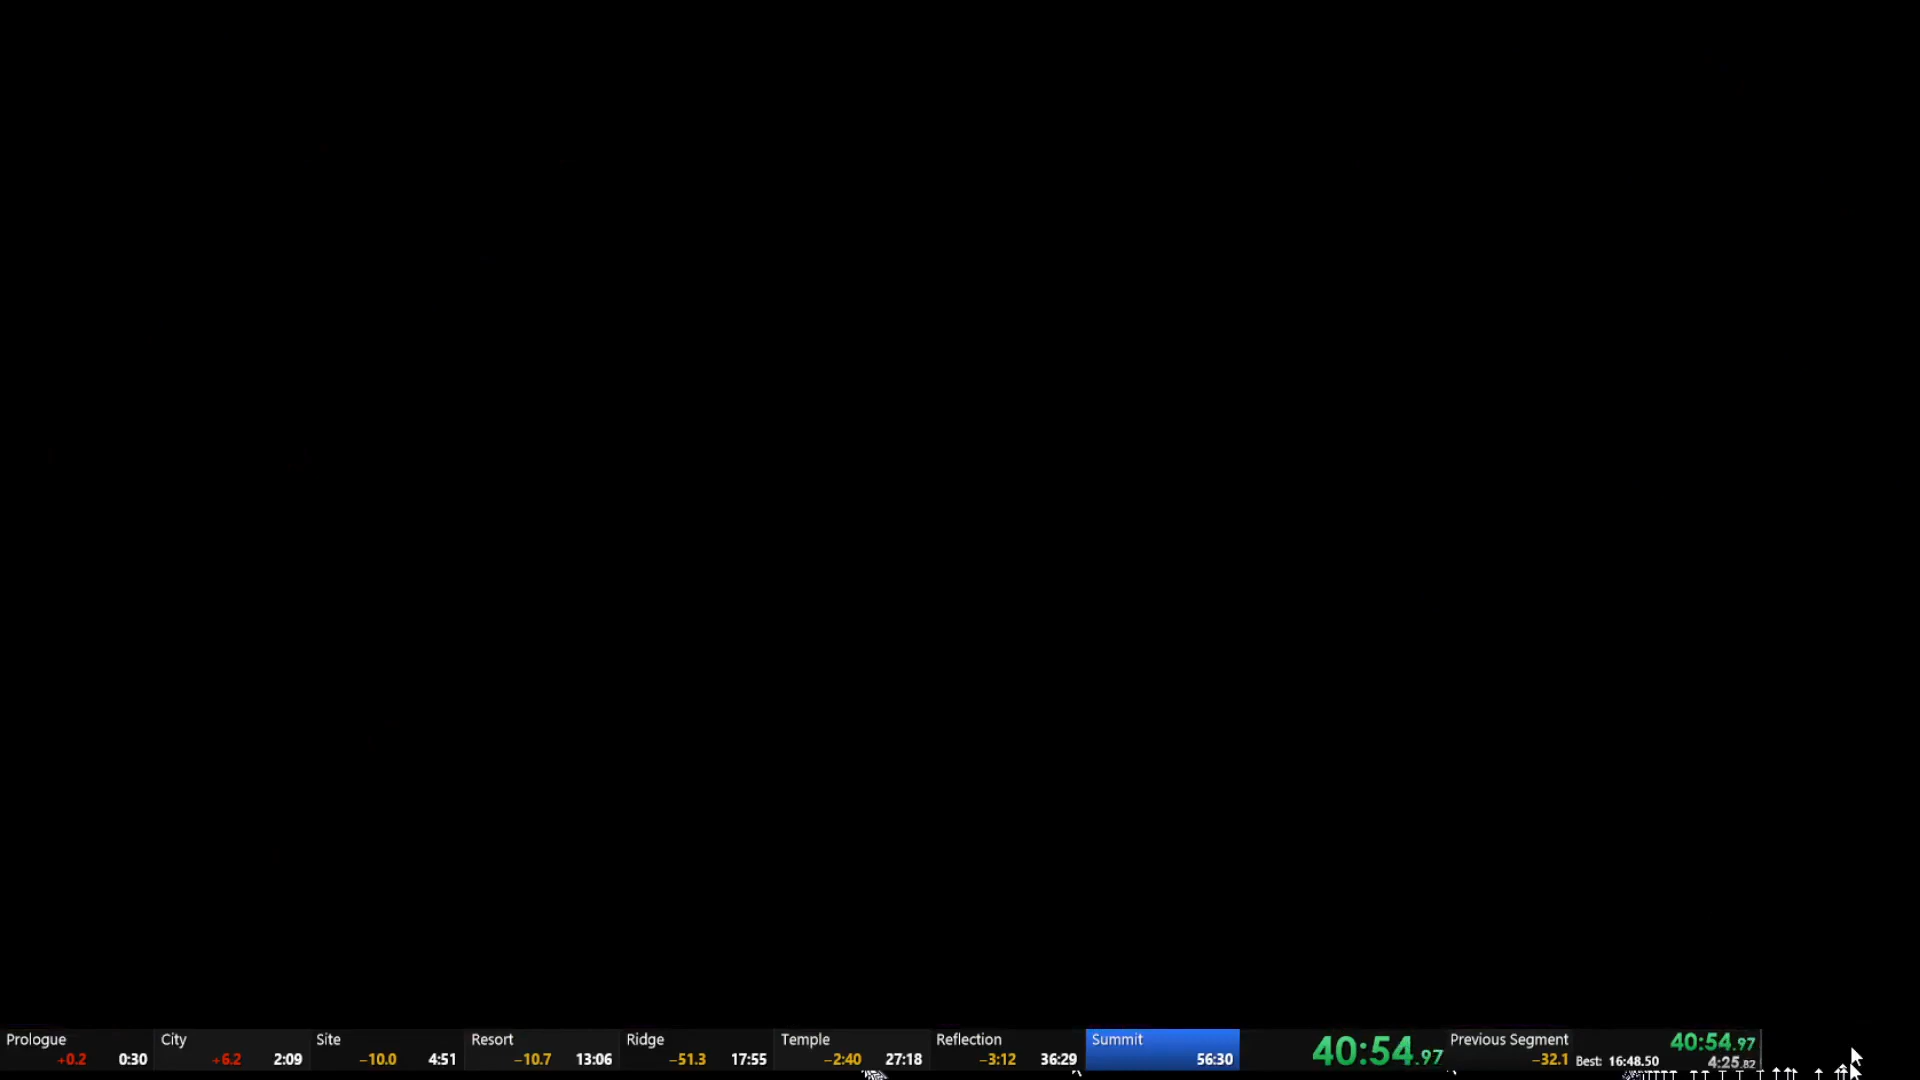 Prologue
+0.2 0:30
City
+6.2 2:09
Site
−10.0 4:51
Resort
−10.7 13:06
Ridge
−51.3 17:55
Temple
−2:40 27:18
Reflection
−3:12 36:29
Summit
56:30
40:54.97
Previous Segment
−32.1
40:54.97
Best: 16:48.50 4:25.82